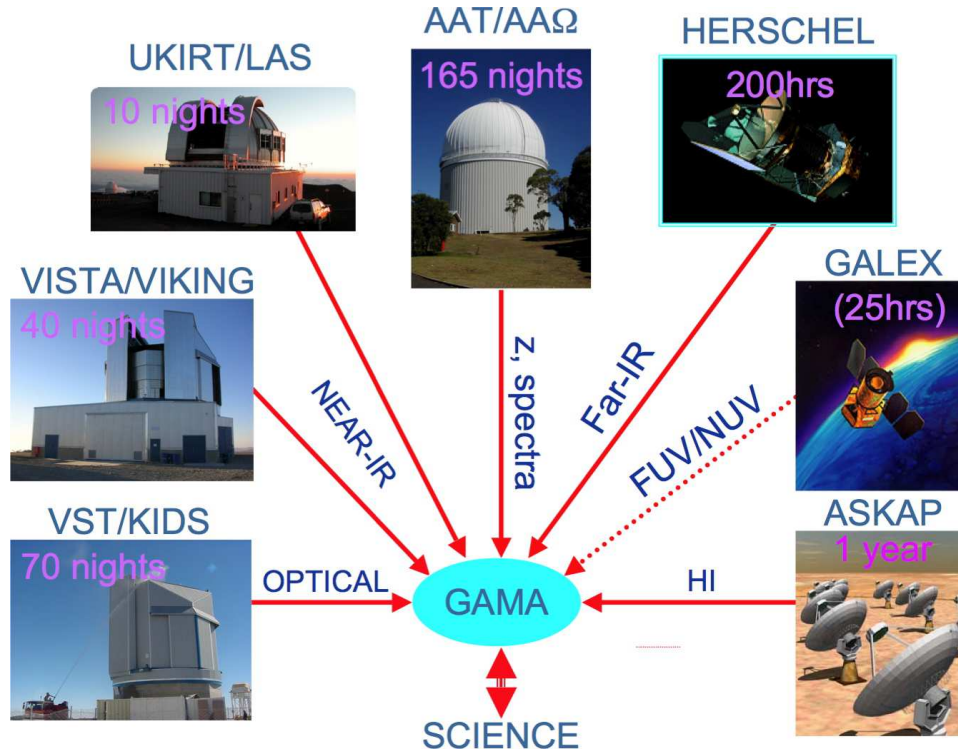 AAT/AAΩ
165 nights
HERSCHEL
200hrs
UKIRT/LAS
10 nights
VISTA/VIKING
40 nights
GALEX
(25hrs)
VST/KIDS
70 nights
ASKAP
1 year
NEAR-IR
z, spectra
Far-IR
FUV/NUV
OPTICAL
HI
GAMA
SCIENCE